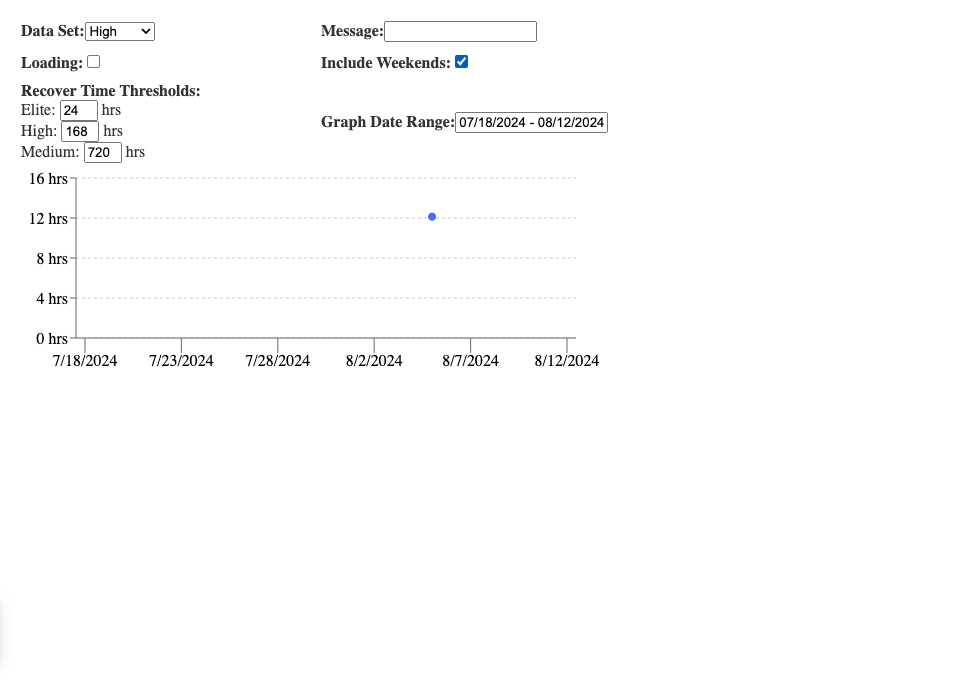 Data Set: High
Message:
Loading:
Include Weekends:
Recover Time Thresholds:
Elite: 24 hrs
High: 168 hrs
Medium: 720 hrs
Graph Date Range: 07/18/2024 - 08/12/2024
16 hrs
12 hrs
8 hrs
4 hrs
0 hrs
7/18/2024 7/23/2024 7/28/2024 8/2/2024 8/7/2024 8/12/2024